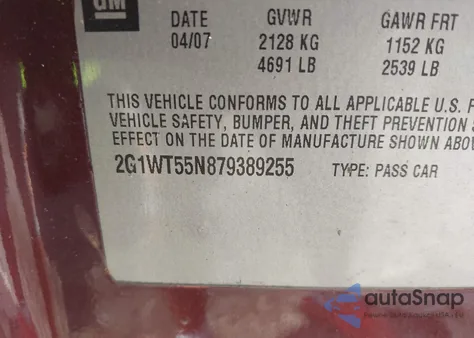 GM
DATE GVWR GAWR FRT
04/07 2128 KG 1152 KG
4691 LB 2539 LB
THIS VEHICLE CONFORMS TO ALL APPLICABLE U.S. F
VEHICLE SAFETY, BUMPER, AND THEFT PREVENTION
EFFECT ON THE DATE OF MANUFACTURE SHOWN ABOV
2G1WT55N879389255 TYPE: PASS CAR
autoSnap